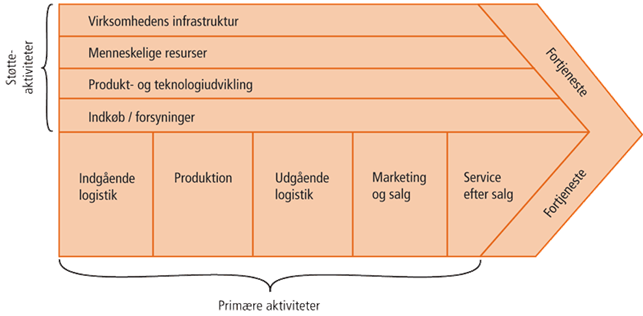 Støtte-
aktiviteter
Virksomhedens infrastruktur
Menneskelige resurser
Produkt- og teknologiudvikling
Indkøb / forsyninger
Fortjeneste
Indgående
logistik
Produktion
Udgående
logistik
Marketing
og salg
Service
efter salg
Fortjeneste
Primære aktiviteter